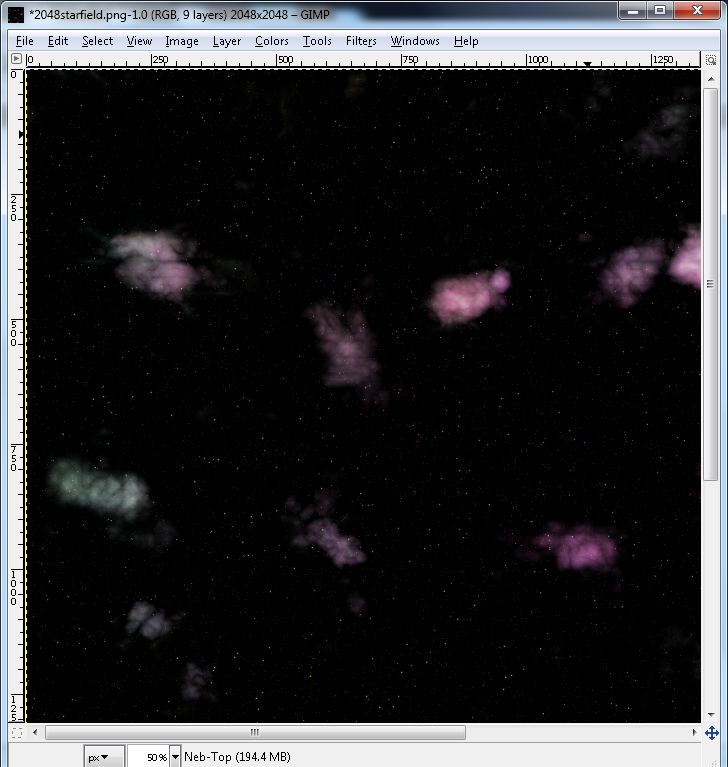 *2048starfield.png-1.0 (RGB, 9 layers) 2048x2048 – GIMP
File Edit Select View Image Layer Colors Tools Filters Windows Help
0 250 500 750 1000 1250
0
250
500
750
1000
125
px 50% Neb-Top (194.4 MB)